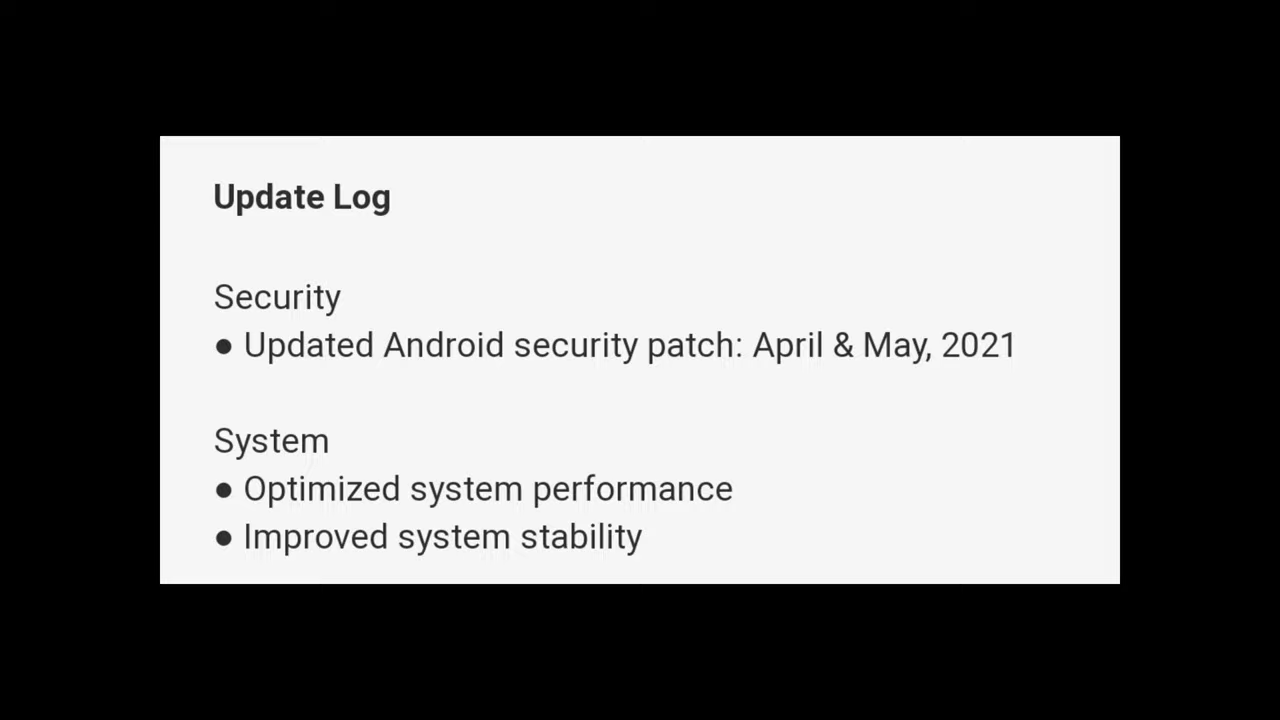 Update Log
Security
● Updated Android security patch: April & May, 2021
System
● Optimized system performance
● Improved system stability